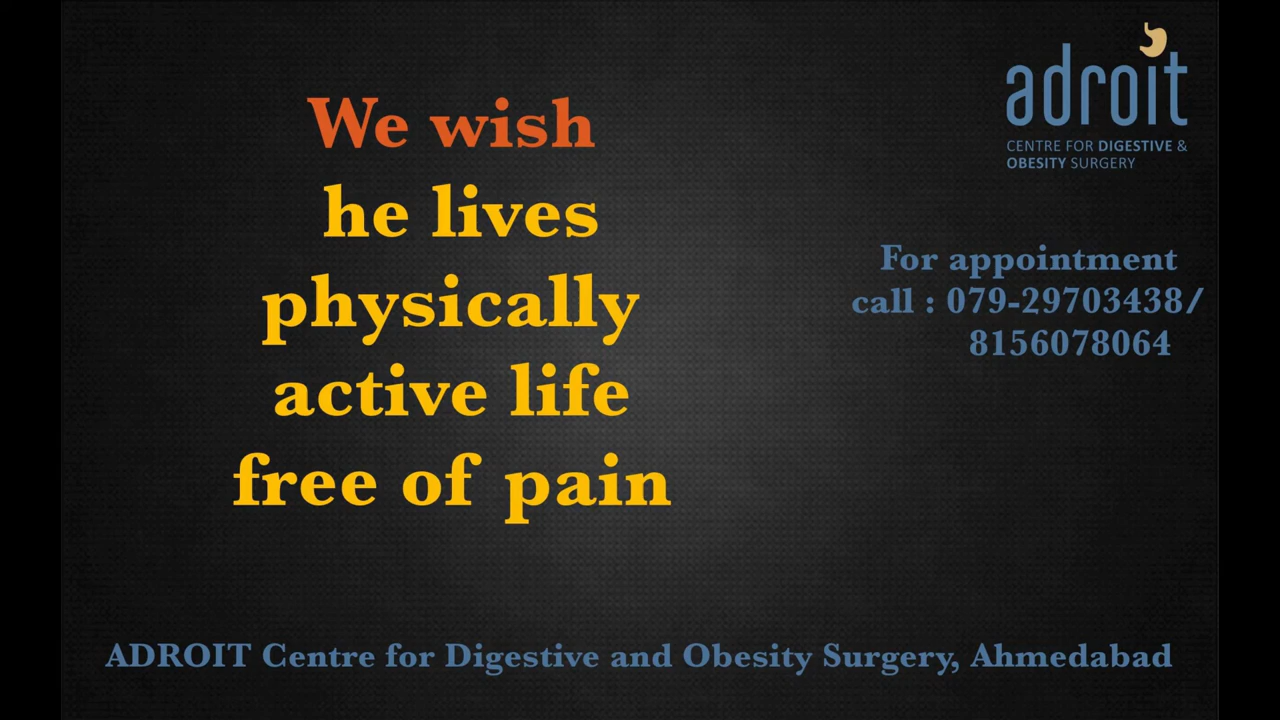 We wish
he lives
physically
active life
free of pain
adroit
CENTRE FOR DIGESTIVE &
OBESITY SURGERY
For appointment
call : 079-29703438/
8156078064
ADROIT Centre for Digestive and Obesity Surgery, Ahmedabad